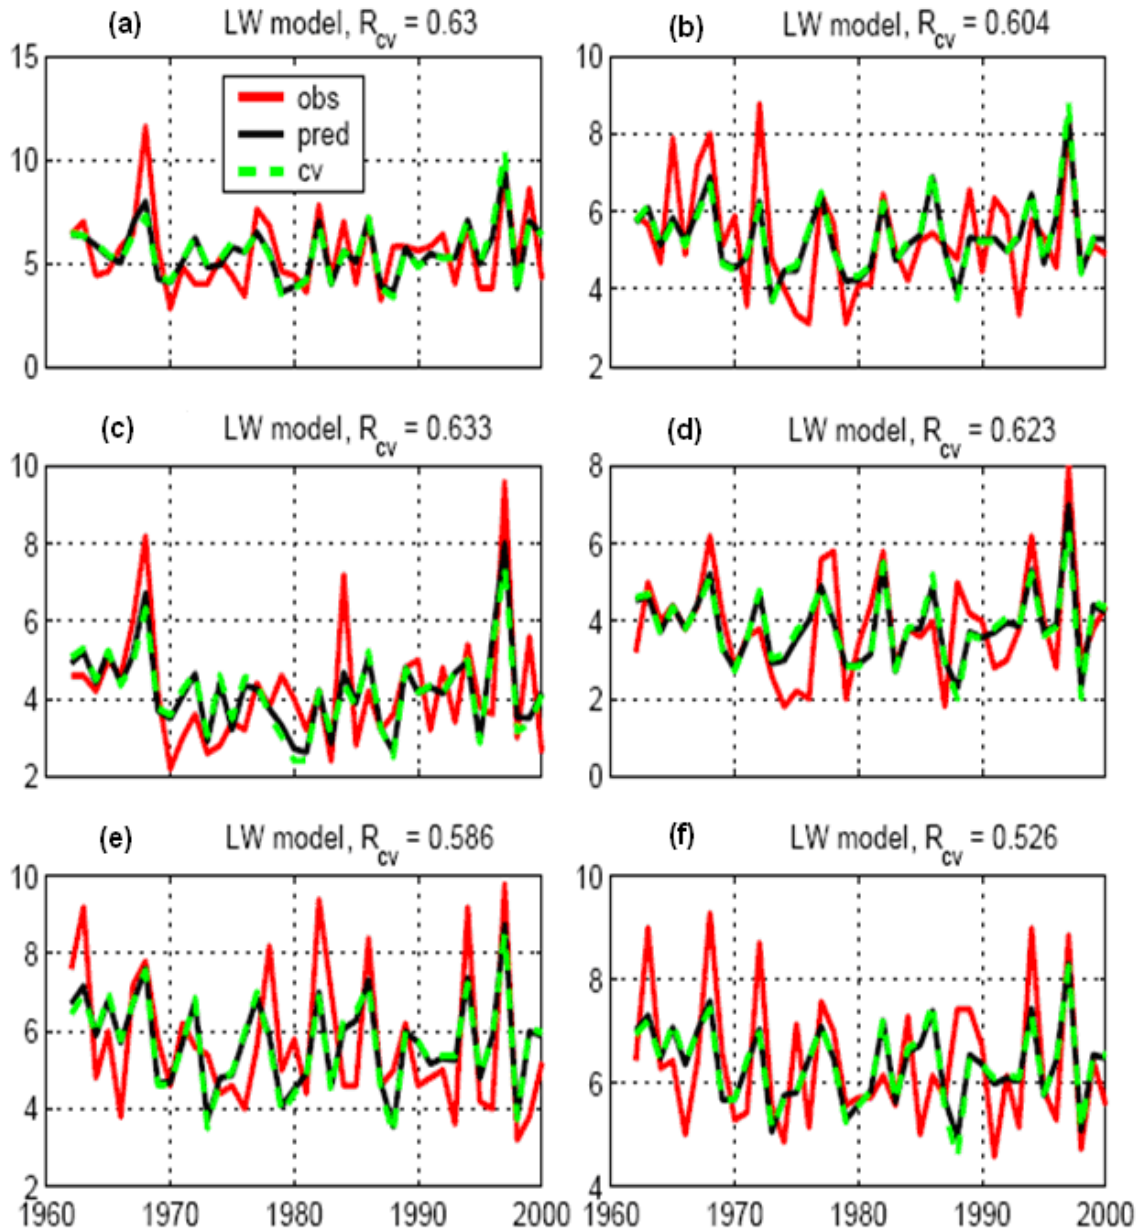 (a) LW model, Rcv = 0.63
(b) LW model, Rcv = 0.604
15
10
5
0
obs
pred
cv
10
8
6
4
2
(c) LW model, Rcv = 0.633
(d) LW model, Rcv = 0.623
10
8
6
4
2
8
6
4
2
0
(e) LW model, Rcv = 0.586
(f) LW model, Rcv = 0.526
10
8
6
4
2
1960 1970 1980 1990 2000
10
8
6
4
1960 1970 1980 1990 2000